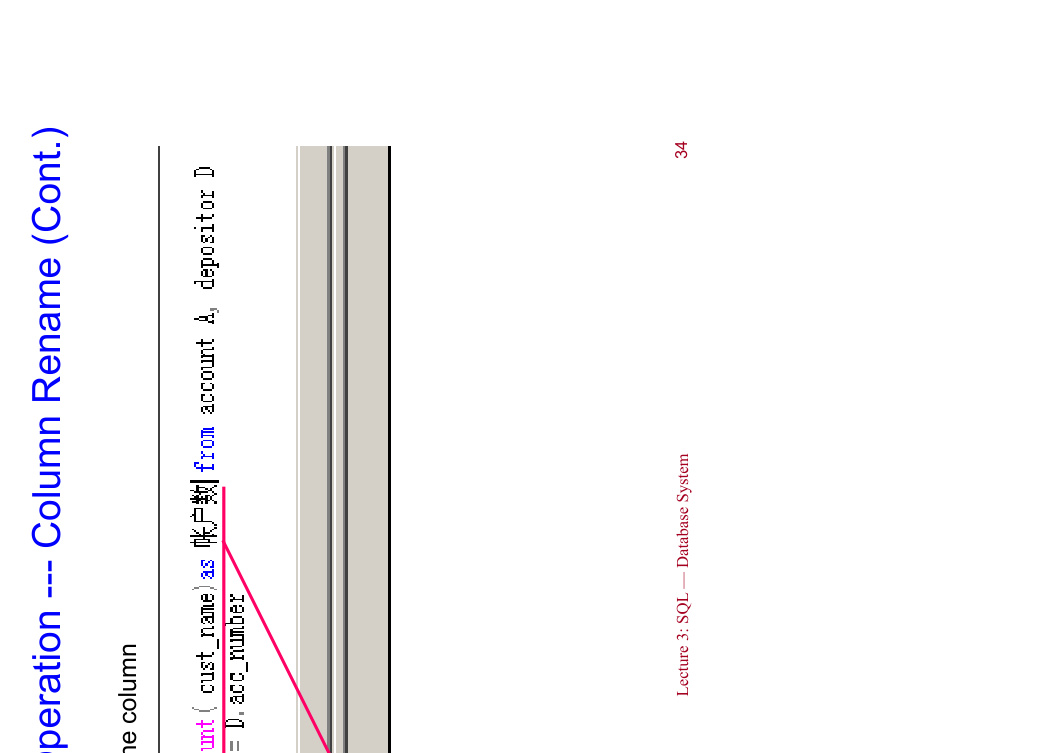 peration --- Column Rename (Cont.)
ne column
unt( cust_name) as 帐户数 from account A, depositor D
= D.acc_number
Lecture 3: SQL — Database System
34